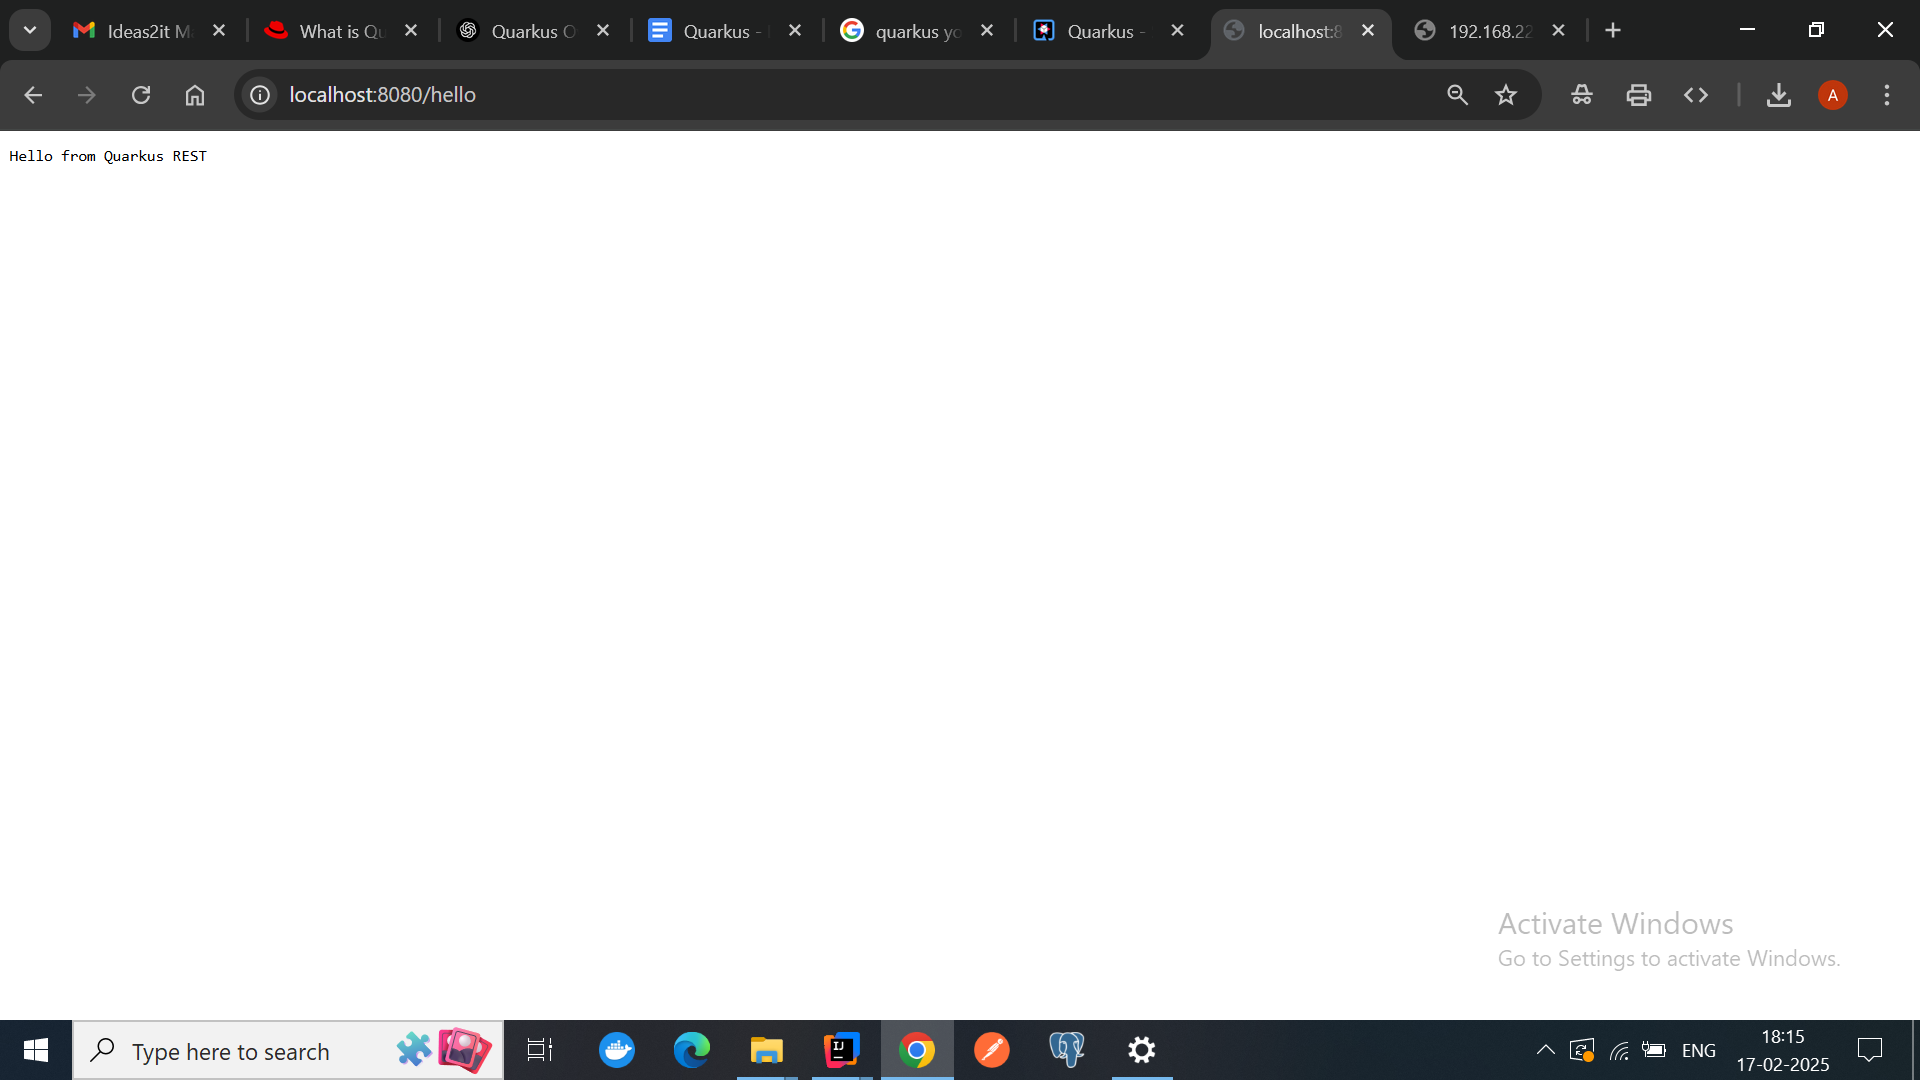 Ideas2it M
What is Qu
Quarkus O
Quarkus -
quarkus yo
Quarkus -
localhost:8
192.168.22
localhost:8080/hello
A
Hello from Quarkus REST
Activate Windows
Go to Settings to activate Windows.
Type here to search
IJ
ENG
18:15
17-02-2025